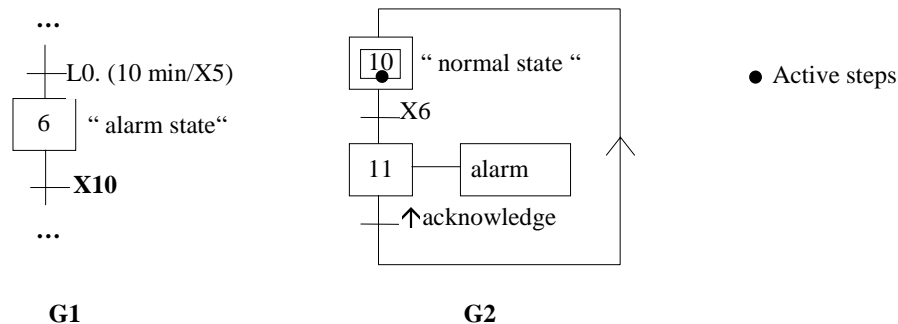 ...
L0. (10 min/X5)
6 “ alarm state“
X10
...
G1
10 “ normal state “
X6
11 alarm
↑acknowledge
G2
● Active steps